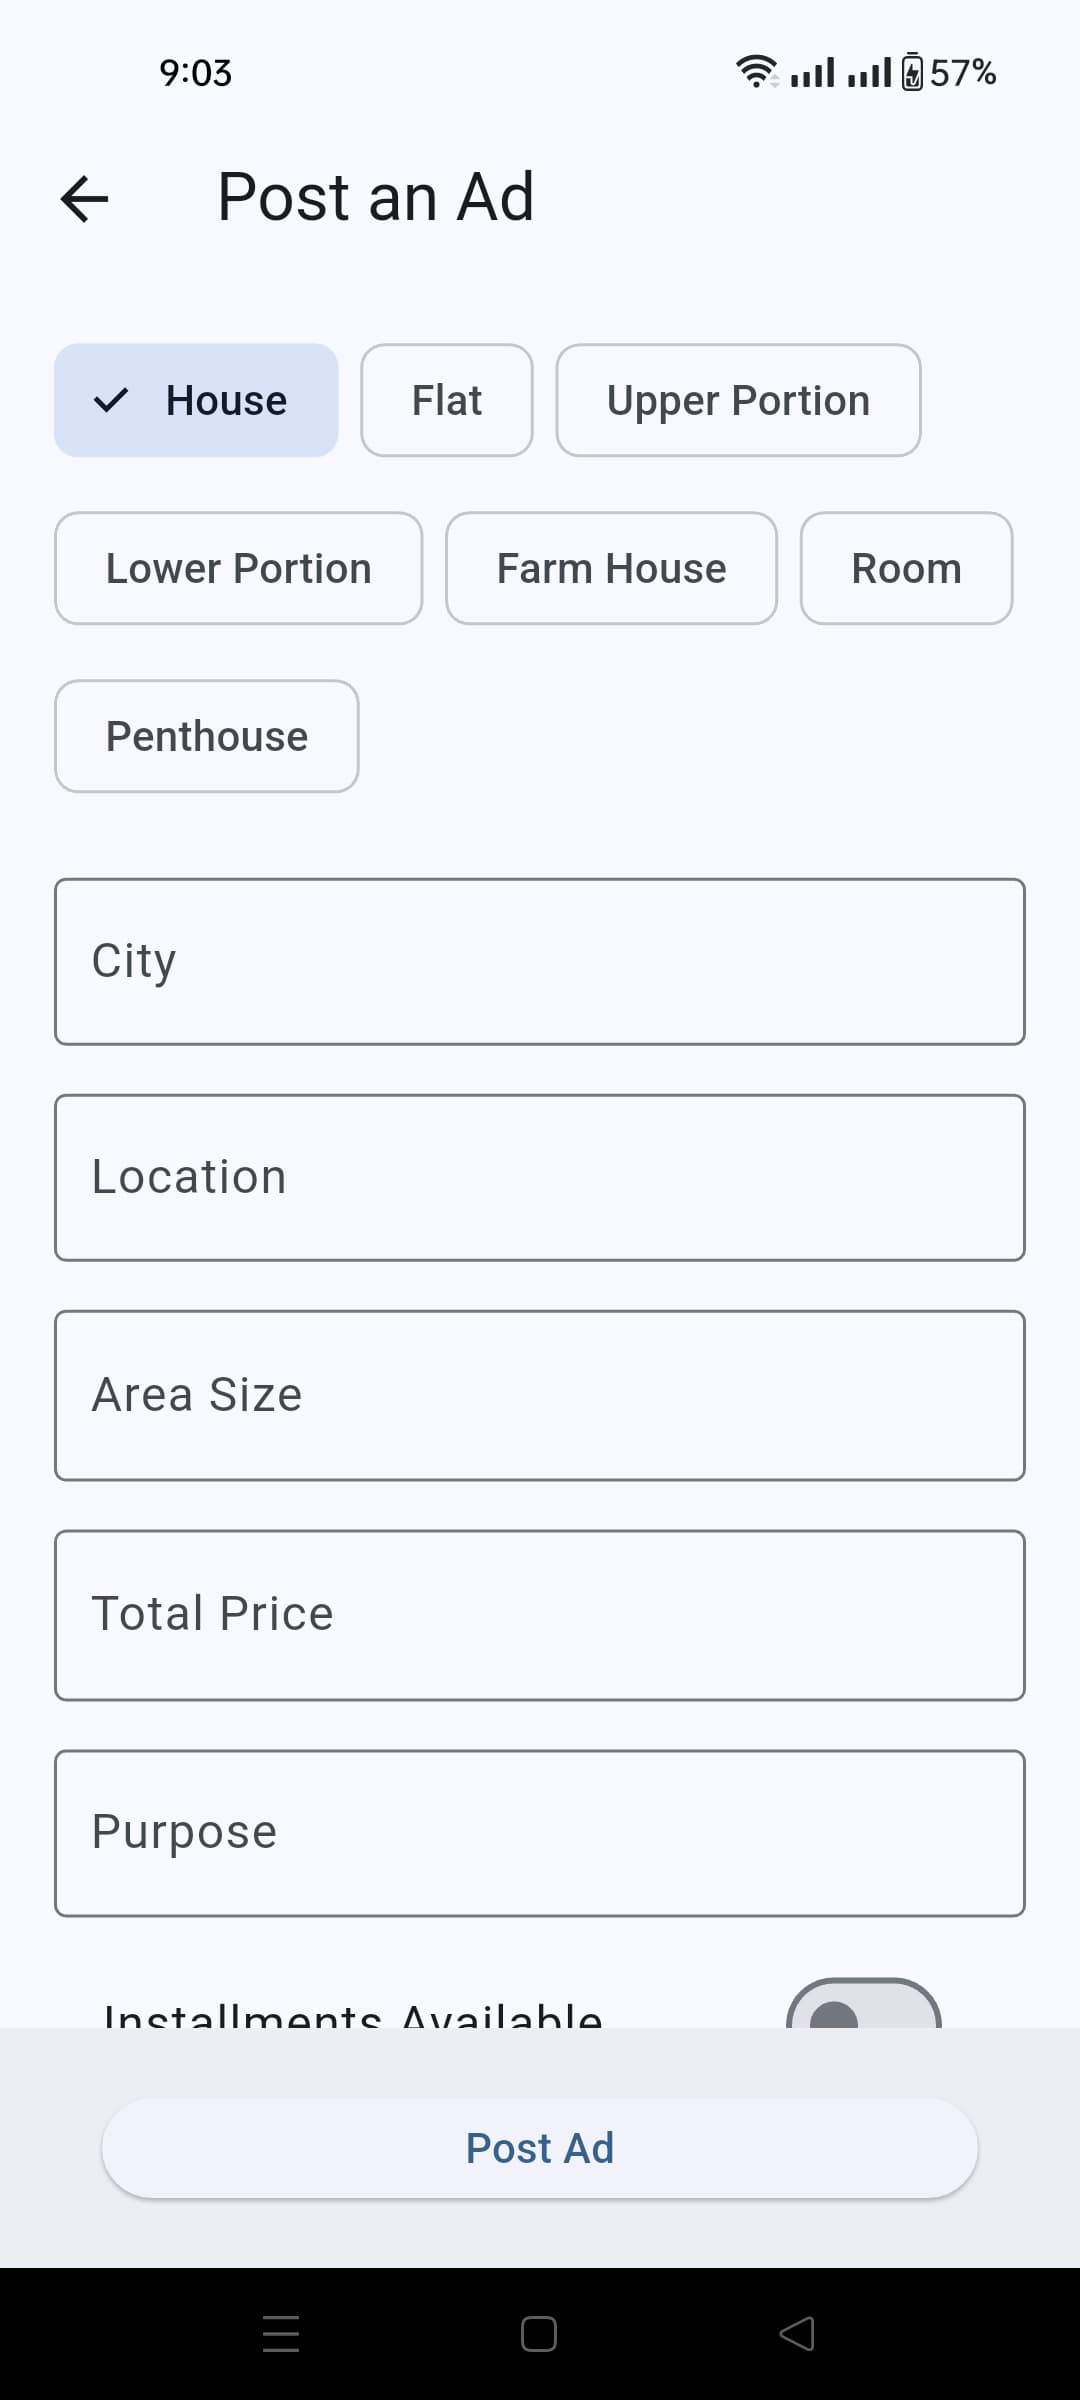 9:03 57%
Post an Ad
House Flat Upper Portion
Lower Portion Farm House Room
Penthouse
City
Location
Area Size
Total Price
Purpose
Installments Available
Post Ad